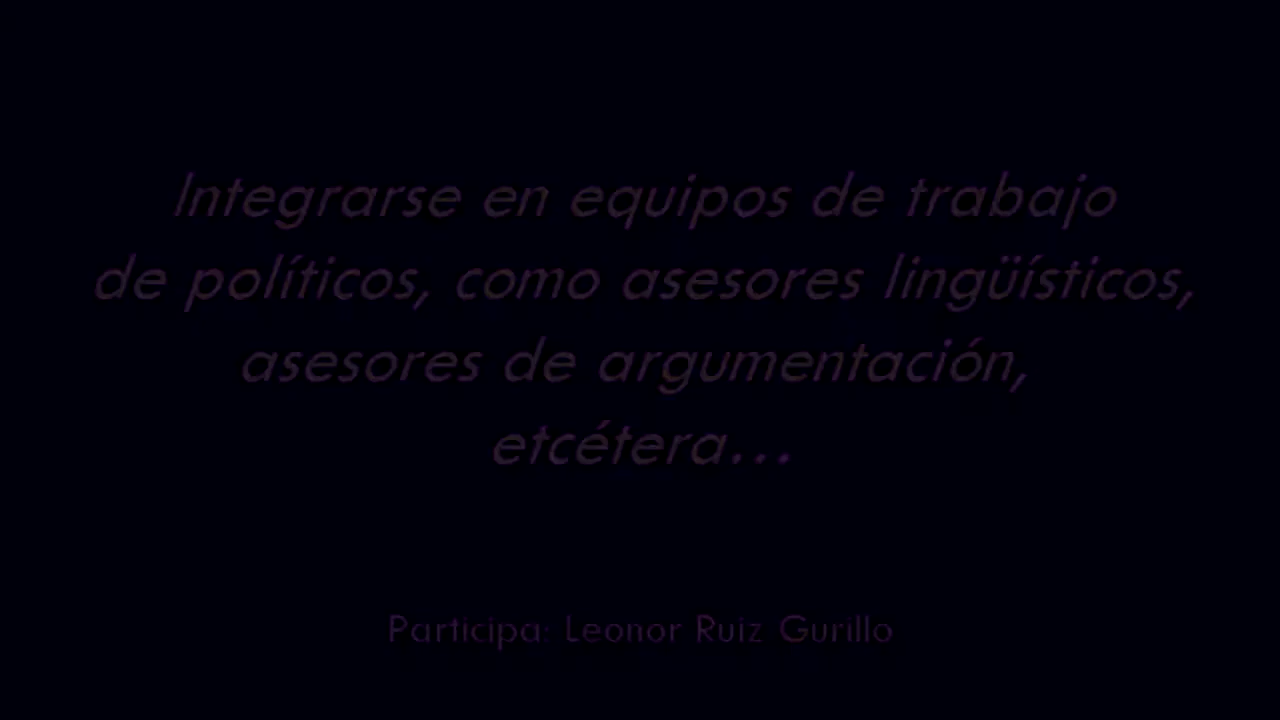 Integrarse en equipos de trabajo
de políticos, como asesores lingüísticos,
asesores de argumentación,
etcétera...
Participa: Leonor Ruiz Gurillo